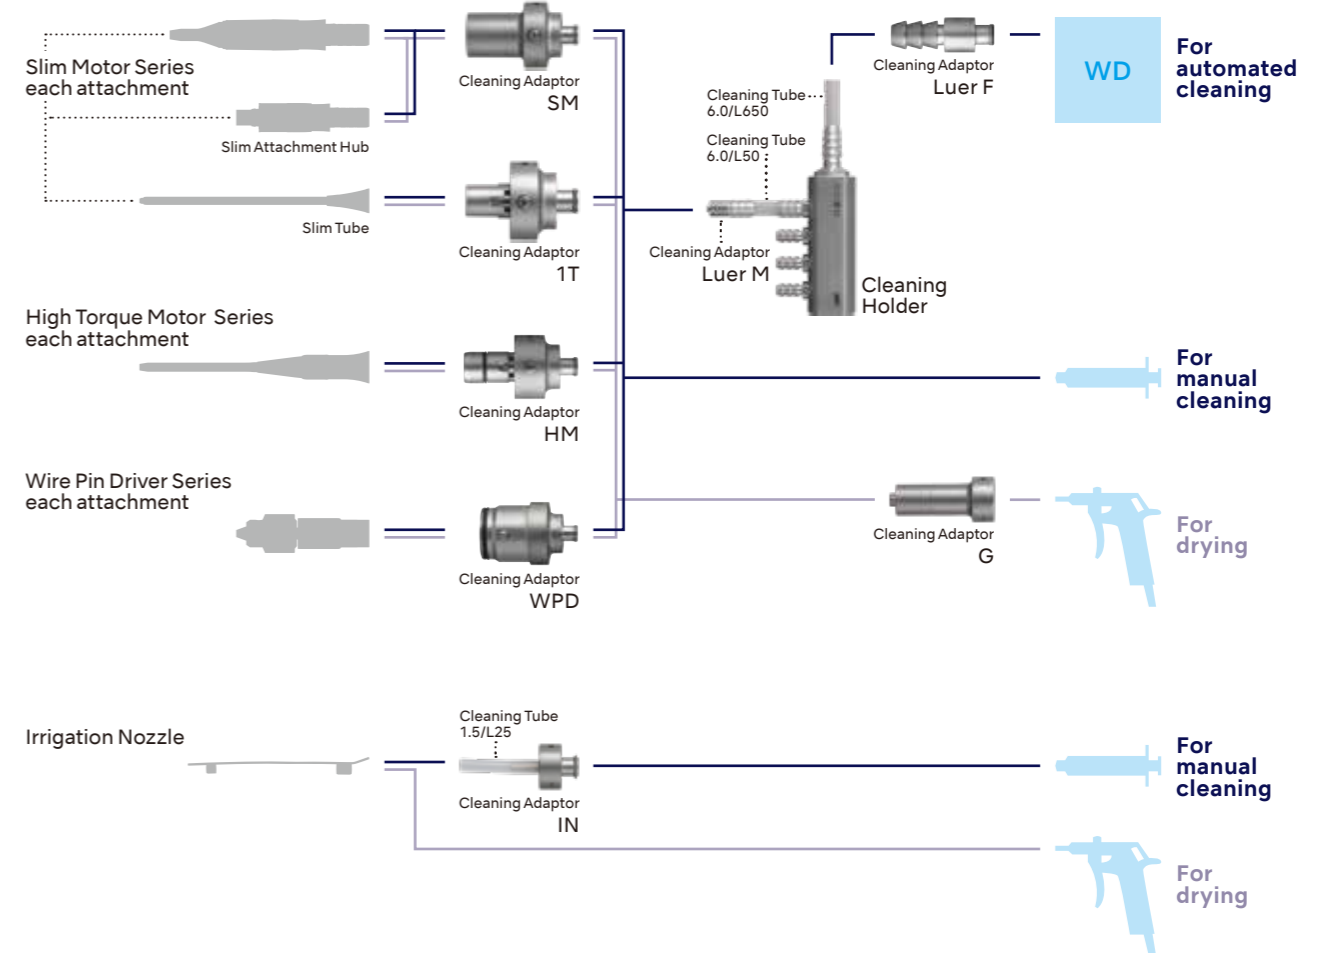 Slim Motor Series
each attachment
Slim Attachment Hub
Slim Tube
Cleaning Adaptor
SM
Cleaning Adaptor
1T
Cleaning Tube
6.0/L650
Cleaning Tube
6.0/L50
Cleaning Adaptor
Luer M
Cleaning
Holder
Cleaning Adaptor
Luer F
WD
For
automated
cleaning
High Torque Motor Series
each attachment
Cleaning Adaptor
HM
For
manual
cleaning
Wire Pin Driver Series
each attachment
Cleaning Adaptor
WPD
Cleaning Adaptor
G
For
drying
Irrigation Nozzle
Cleaning Tube
1.5/L25
Cleaning Adaptor
IN
For
manual
cleaning
For
drying